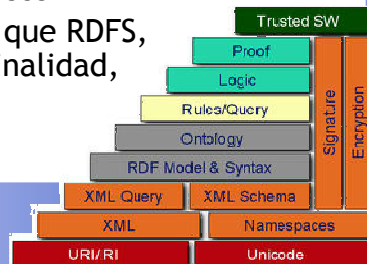 que RDFS,
inalidad,
Trusted SW
Proof
Logic
Rules/Query
Ontology
RDF Model & Syntax
XML Query
XML Schema
XML
Namespaces
URI/RI
Unicode
Signature
Encryption